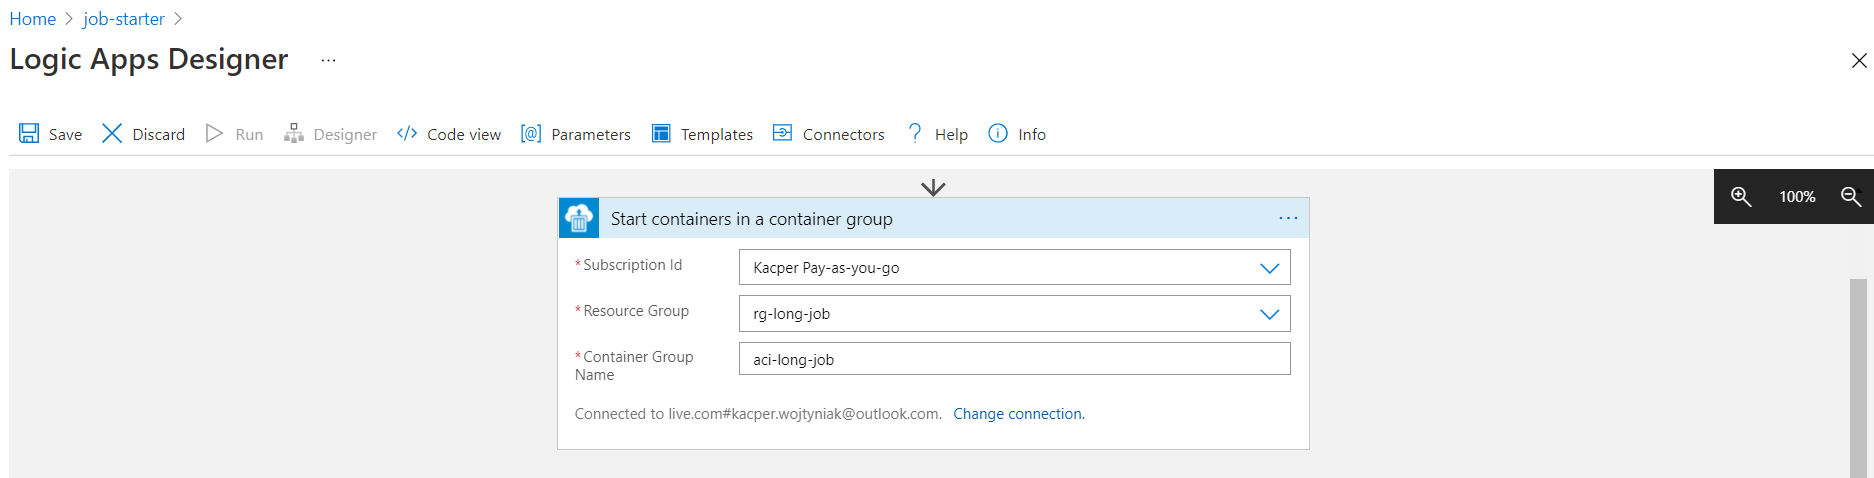 Home > job-starter >
Logic Apps Designer ...
Save Discard Run Designer </> Code view [@] Parameters Templates Connectors ? Help Info
100%
Start containers in a container group ...
*Subscription Id Kacper Pay-as-you-go
*Resource Group rg-long-job
*Container Group Name aci-long-job
Connected to live.com#kacper.wojtyniak@outlook.com. Change connection.